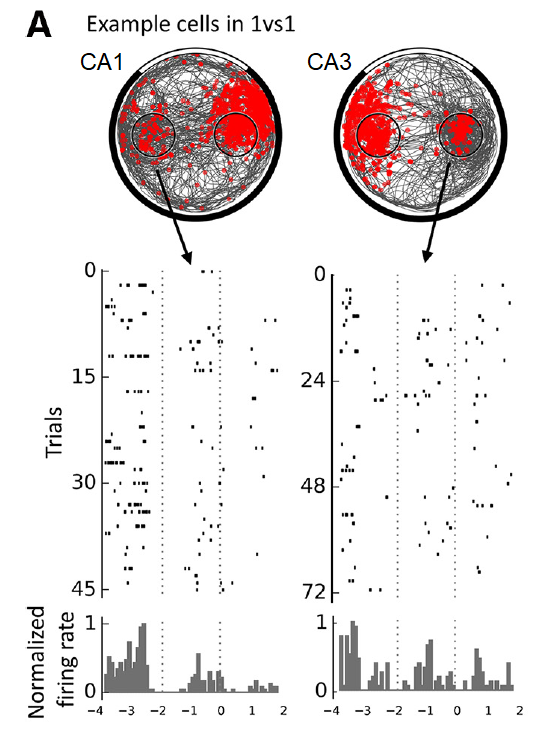 A Example cells in 1vs1
CA1 CA3
0
15
30
45
Trials
0
24
48
72
Normalized
firing rate
1
0
1
0
−4 −3 −2 −1 0 1 2
−4 −3 −2 −1 0 1 2